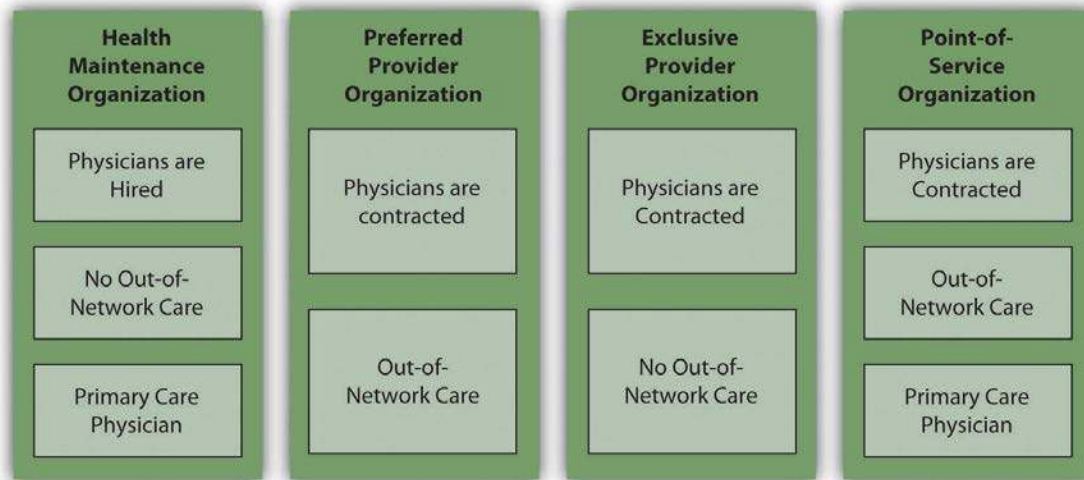 Health
Maintenance
Organization
Physicians are
Hired
No Out-of-
Network Care
Primary Care
Physician
Preferred
Provider
Organization
Physicians are
contracted
Out-of-
Network Care
Exclusive
Provider
Organization
Physicians are
Contracted
No Out-of-
Network Care
Point-of-
Service
Organization
Physicians are
Contracted
Out-of-
Network Care
Primary Care
Physician